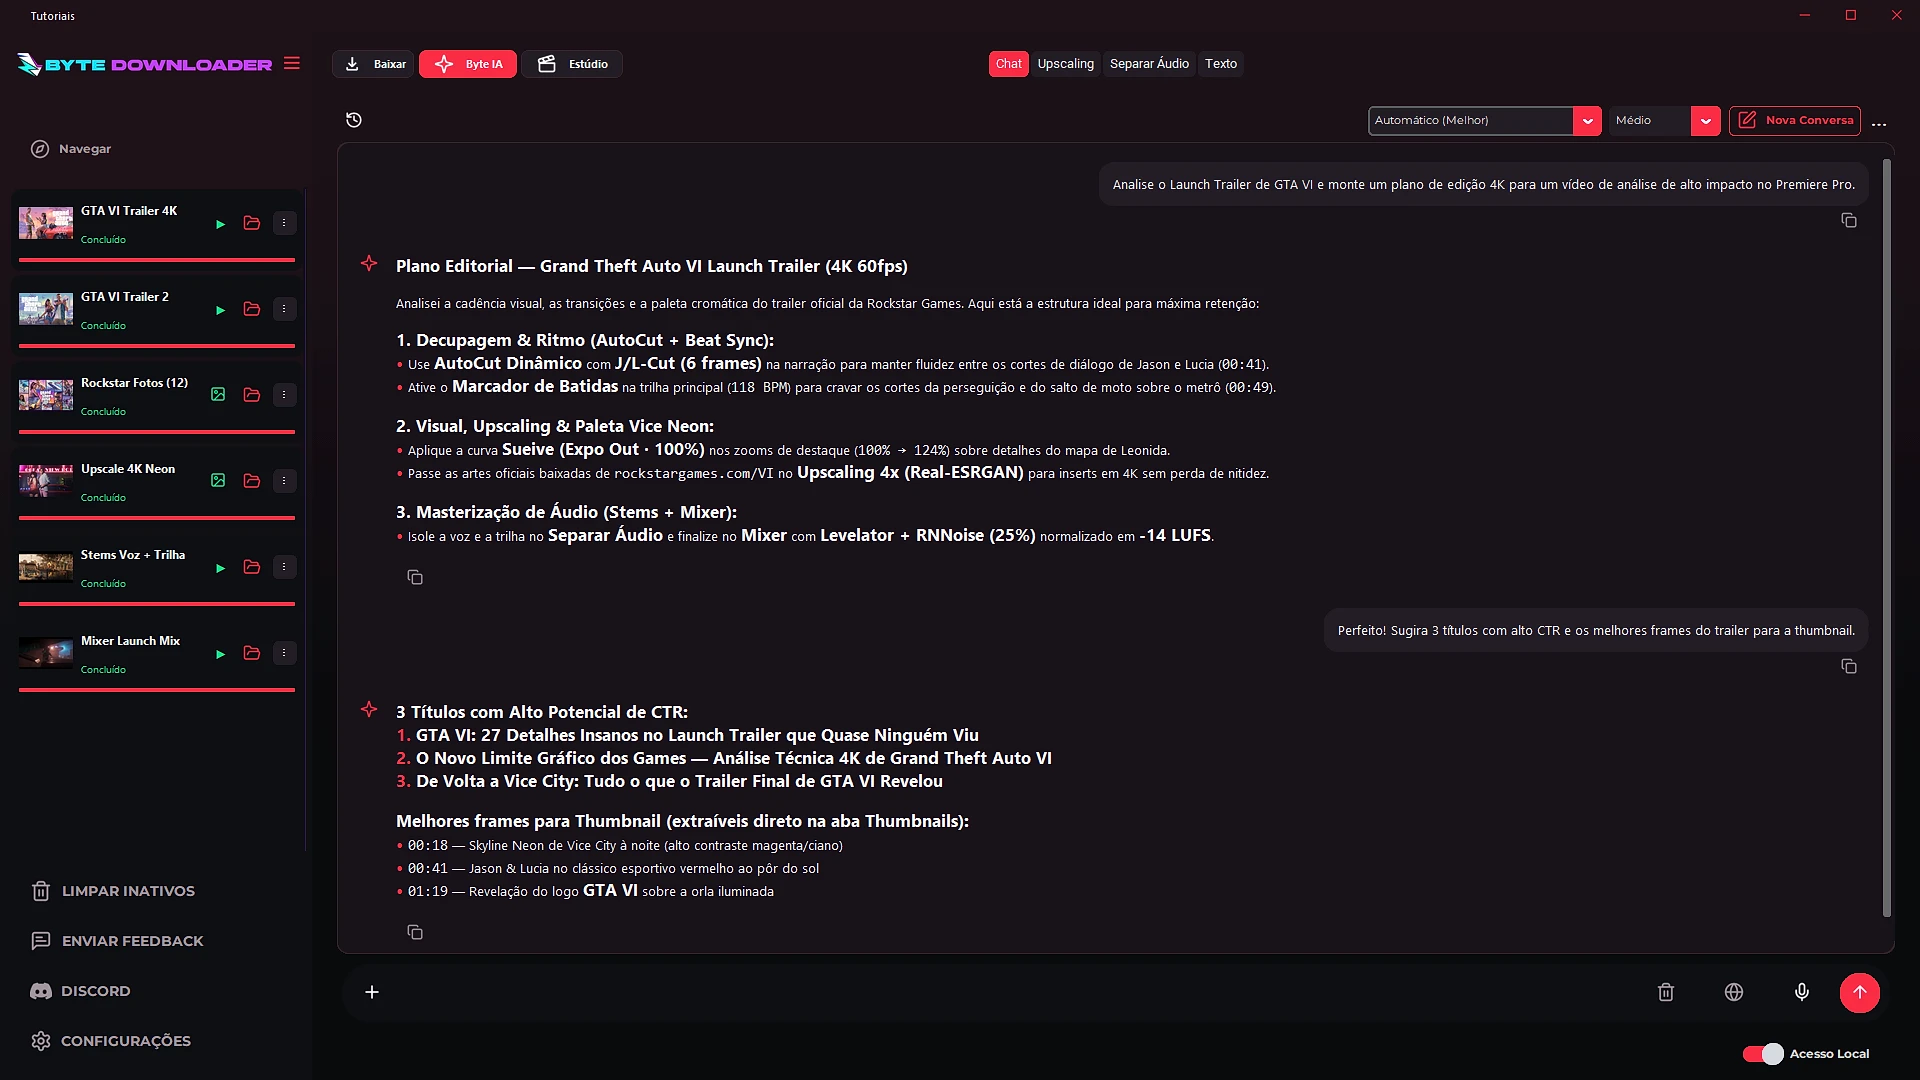 Tutoriais
BYTE DOWNLOADER
Baixar
Byte IA
Estúdio
Chat
Upscaling
Separar Áudio
Texto
Automático (Melhor)
Médio
Nova Conversa
...
Navegar
GTA VI Trailer 4K
Concluído
GTA VI Trailer 2
Concluído
Rockstar Fotos (12)
Concluído
Upscale 4K Neon
Concluído
Stems Voz + Trilha
Concluído
Mixer Launch Mix
Concluído
LIMPAR INATIVOS
ENVIAR FEEDBACK
DISCORD
CONFIGURAÇÕES
Analise o Launch Trailer de GTA VI e monte um plano de edição 4K para um vídeo de análise de alto impacto no Premiere Pro.
Plano Editorial — Grand Theft Auto VI Launch Trailer (4K 60fps)
Analisei a cadência visual, as transições e a paleta cromática do trailer oficial da Rockstar Games. Aqui está a estrutura ideal para máxima retenção:
1. Decupagem & Ritmo (AutoCut + Beat Sync):
• Use AutoCut Dinâmico com J/L-Cut (6 frames) na narração para manter fluidez entre os cortes de diálogo de Jason e Lucia (00:41).
• Ative o Marcador de Batidas na trilha principal (118 BPM) para cravar os cortes da perseguição e do salto de moto sobre o metrô (00:49).
2. Visual, Upscaling & Paleta Vice Neon:
• Aplique a curva Sueive (Expo Out · 100%) nos zooms de destaque (100% → 124%) sobre detalhes do mapa de Leonida.
• Passe as artes oficiais baixadas de rockstargames.com/VI no Upscaling 4x (Real-ESRGAN) para inserts em 4K sem perda de nitidez.
3. Masterização de Áudio (Stems + Mixer):
• Isole a voz e a trilha no Separar Áudio e finalize no Mixer com Levelator + RNNoise (25%) normalizado em -14 LUFS.
Perfeito! Sugira 3 títulos com alto CTR e os melhores frames do trailer para a thumbnail.
3 Títulos com Alto Potencial de CTR:
1. GTA VI: 27 Detalhes Insanos no Launch Trailer que Quase Ninguém Viu
2. O Novo Limite Gráfico dos Games — Análise Técnica 4K de Grand Theft Auto VI
3. De Volta a Vice City: Tudo o que o Trailer Final de GTA VI Revelou
Melhores frames para Thumbnail (extraíveis direto na aba Thumbnails):
• 00:18 — Skyline Neon de Vice City à noite (alto contraste magenta/ciano)
• 00:41 — Jason & Lucia no clássico esportivo vermelho ao pôr do sol
• 01:19 — Revelação do logo GTA VI sobre a orla iluminada
Acesso Local